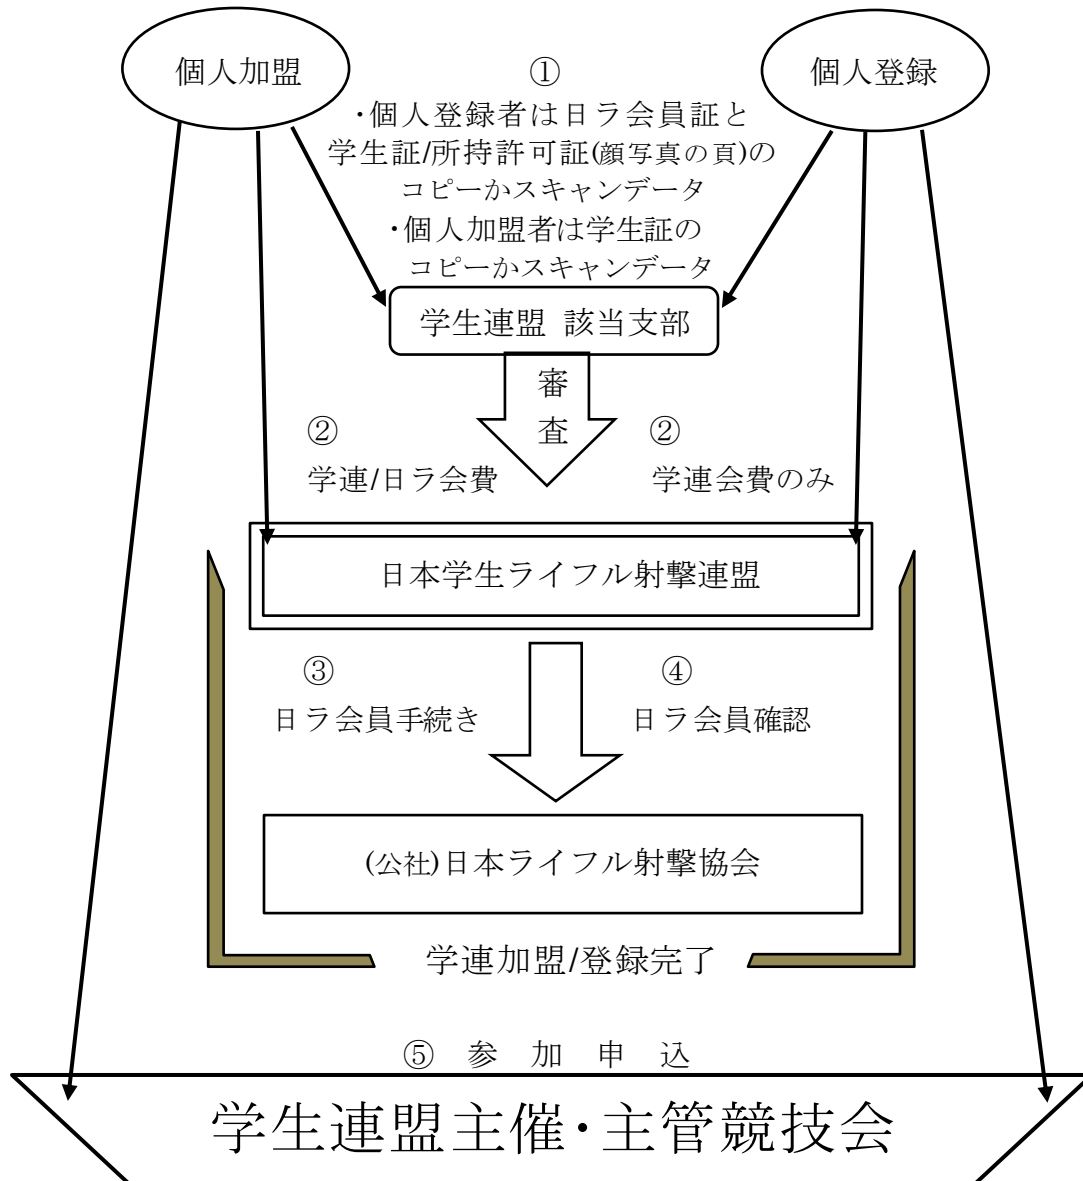 個人加盟
個人登録
①
・個人登録者は日ラ会員証と
学生証/所持許可証(顔写真の頁)の
コピーかスキャンデータ
・個人加盟者は学生証の
コピーかスキャンデータ
学生連盟 該当支部
審
査
②
学連/日ラ会費
②
学連会費のみ
日本学生ライフル射撃連盟
③
日ラ会員手続き
④
日ラ会員確認
(公社)日本ライフル射撃協会
学連加盟/登録完了
⑤ 参 加 申 込
学生連盟主催・主管競技会